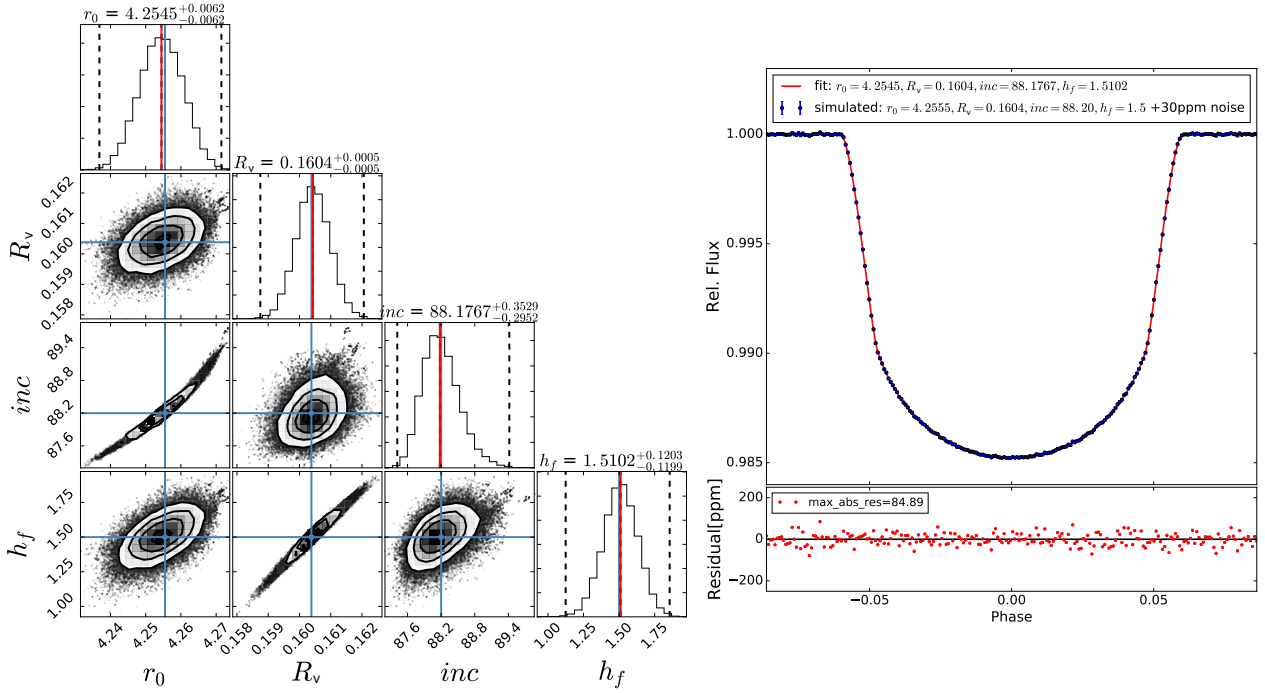 r₀ = 4.2545 +0.0062 −0.0062
R_v = 0.1604 +0.0005 −0.0005
inc = 88.1767 +0.3529 −0.2952
h_f = 1.5102 +0.1203 −0.1199
R_v
0.162
0.161
0.160
0.159
0.158
inc
89.4
88.8
88.2
87.6
h_f
1.75
1.50
1.25
1.00
4.24 4.25 4.26 4.27
r₀
0.158 0.159 0.160 0.161 0.162
R_v
87.6 88.2 88.8 89.4
inc
1.00 1.25 1.50 1.75
h_f
fit: r₀ = 4.2545, R_v = 0.1604, inc = 88.1767, h_f = 1.5102
simulated: r₀ = 4.2555, R_v = 0.1604, inc = 88.20, h_f = 1.5 +30ppm noise
Rel. Flux
1.000
0.995
0.990
0.985
max_abs_res=84.89
Residual[ppm]
200
0
−200
−0.05 0.00 0.05
Phase